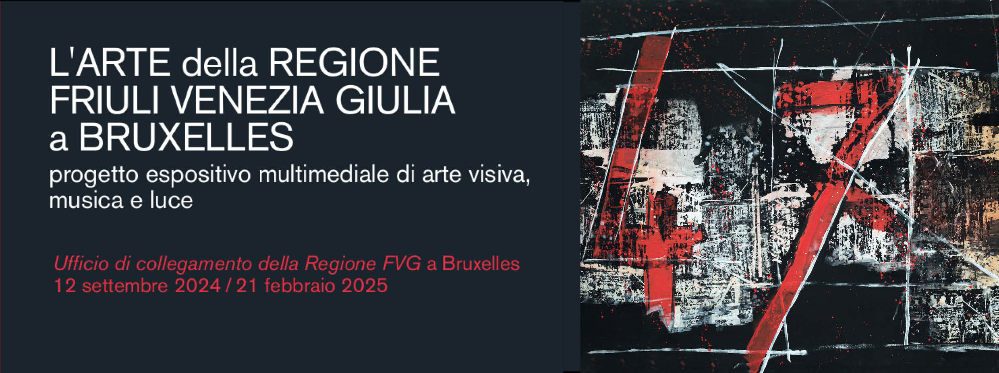 L'ARTE della REGIONE
FRIULI VENEZIA GIULIA
a BRUXELLES
progetto espositivo multimediale di arte visiva,
musica e luce
Ufficio di collegamento della Regione FVG a Bruxelles
12 settembre 2024 / 21 febbraio 2025